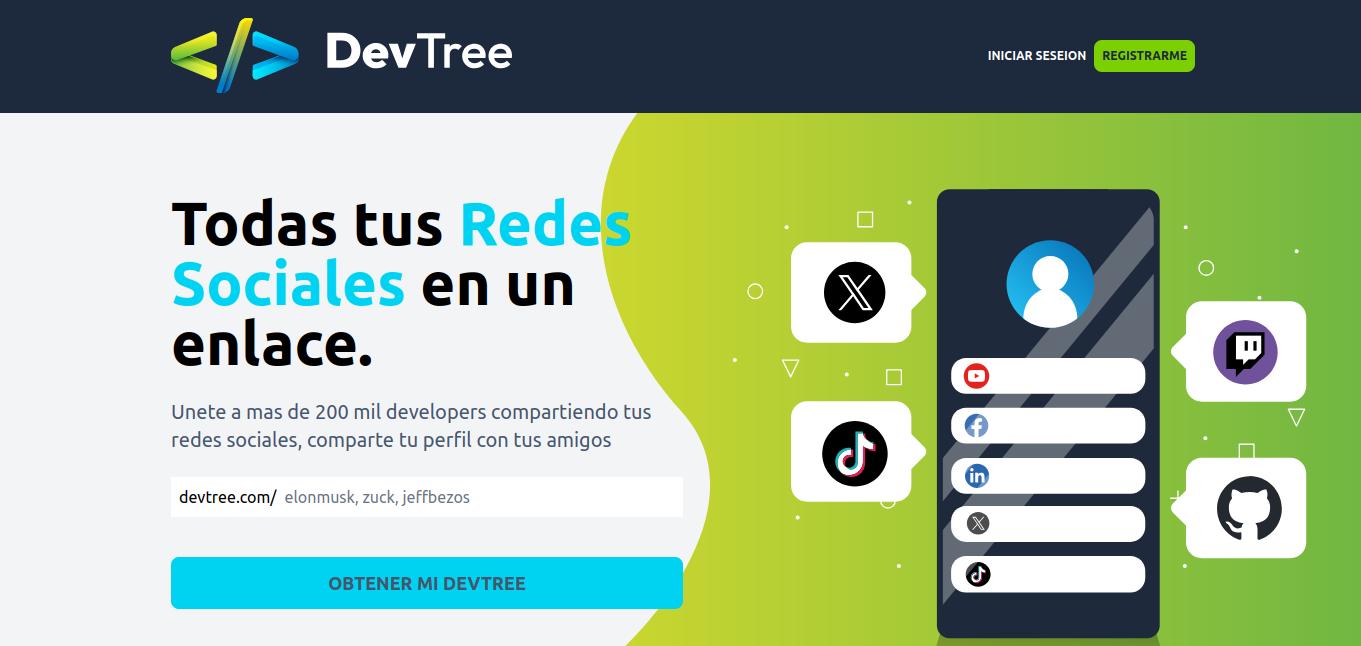 </> DevTree
INICIAR SESEION
REGISTRARME
Todas tus Redes
Sociales en un
enlace.
Unete a mas de 200 mil developers compartiendo tus
redes sociales, comparte tu perfil con tus amigos
devtree.com/ elonmusk, zuck, jeffbezos
OBTENER MI DEVTREE
in